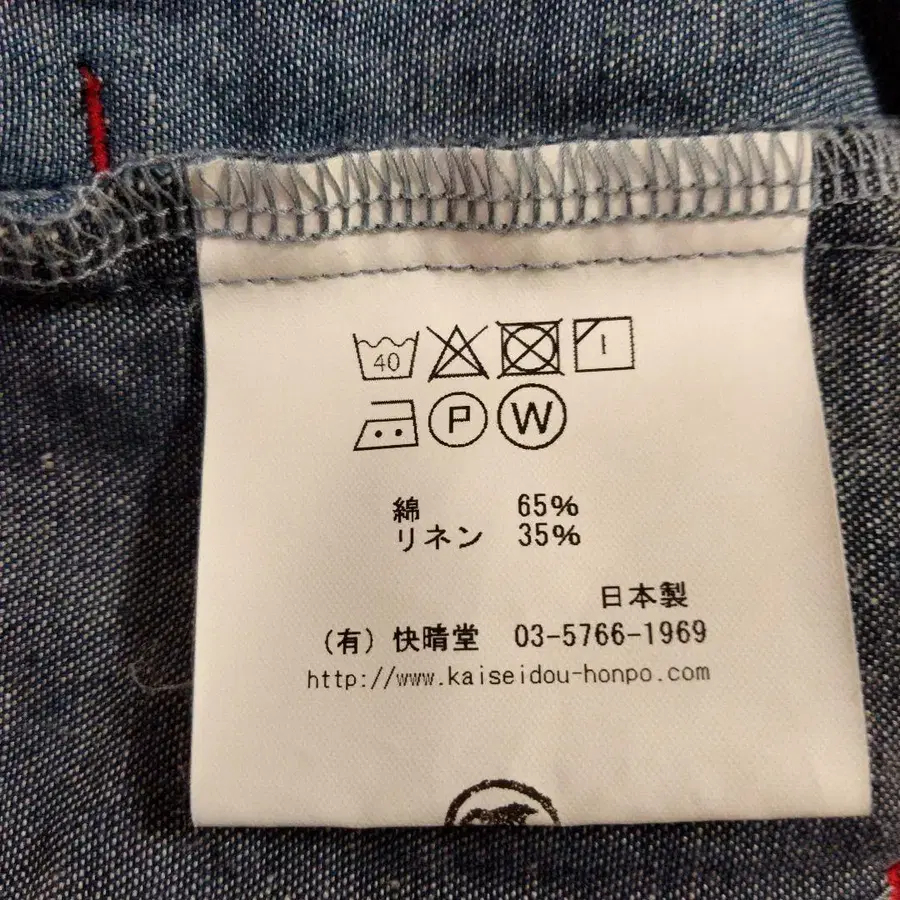 40
P W
綿 65%
リネン 35%
日本製
(有) 快晴堂 03-5766-1969
http://www.kaiseidou-honpo.com